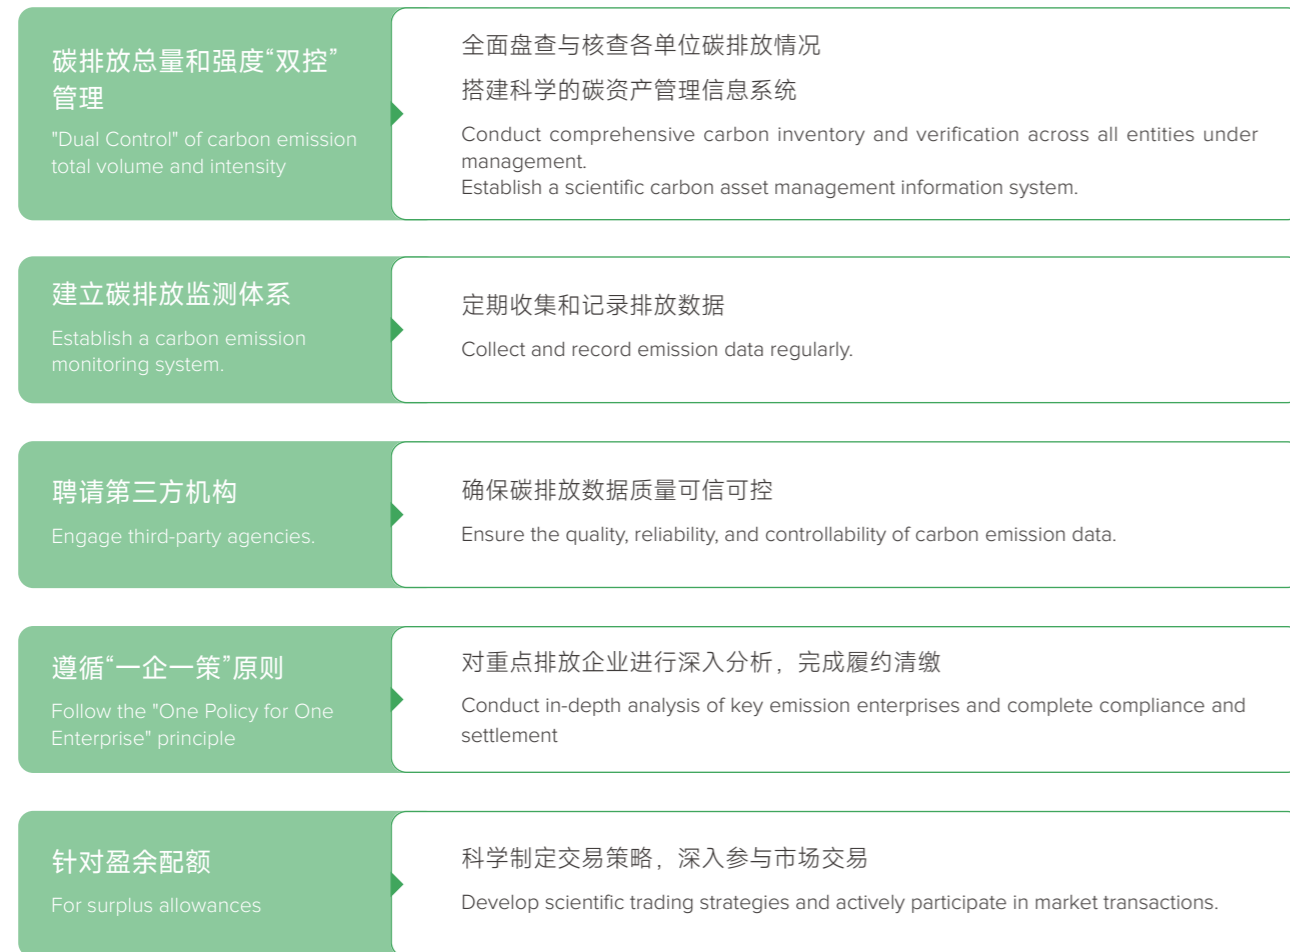 碳排放总量和强度“双控”
管理
"Dual Control" of carbon emission
total volume and intensity
全面盘查与核查各单位碳排放情况
搭建科学的碳资产管理信息系统
Conduct comprehensive carbon inventory and verification across all entities under
management.
Establish a scientific carbon asset management information system.
建立碳排放监测体系
Establish a carbon emission
monitoring system.
定期收集和记录排放数据
Collect and record emission data regularly.
聘请第三方机构
Engage third-party agencies.
确保碳排放数据质量可信可控
Ensure the quality, reliability, and controllability of carbon emission data.
遵循“一企一策”原则
Follow the "One Policy for One
Enterprise" principle
对重点排放企业进行深入分析，完成履约清缴
Conduct in-depth analysis of key emission enterprises and complete compliance and
settlement
针对盈余配额
For surplus allowances
科学制定交易策略，深入参与市场交易
Develop scientific trading strategies and actively participate in market transactions.